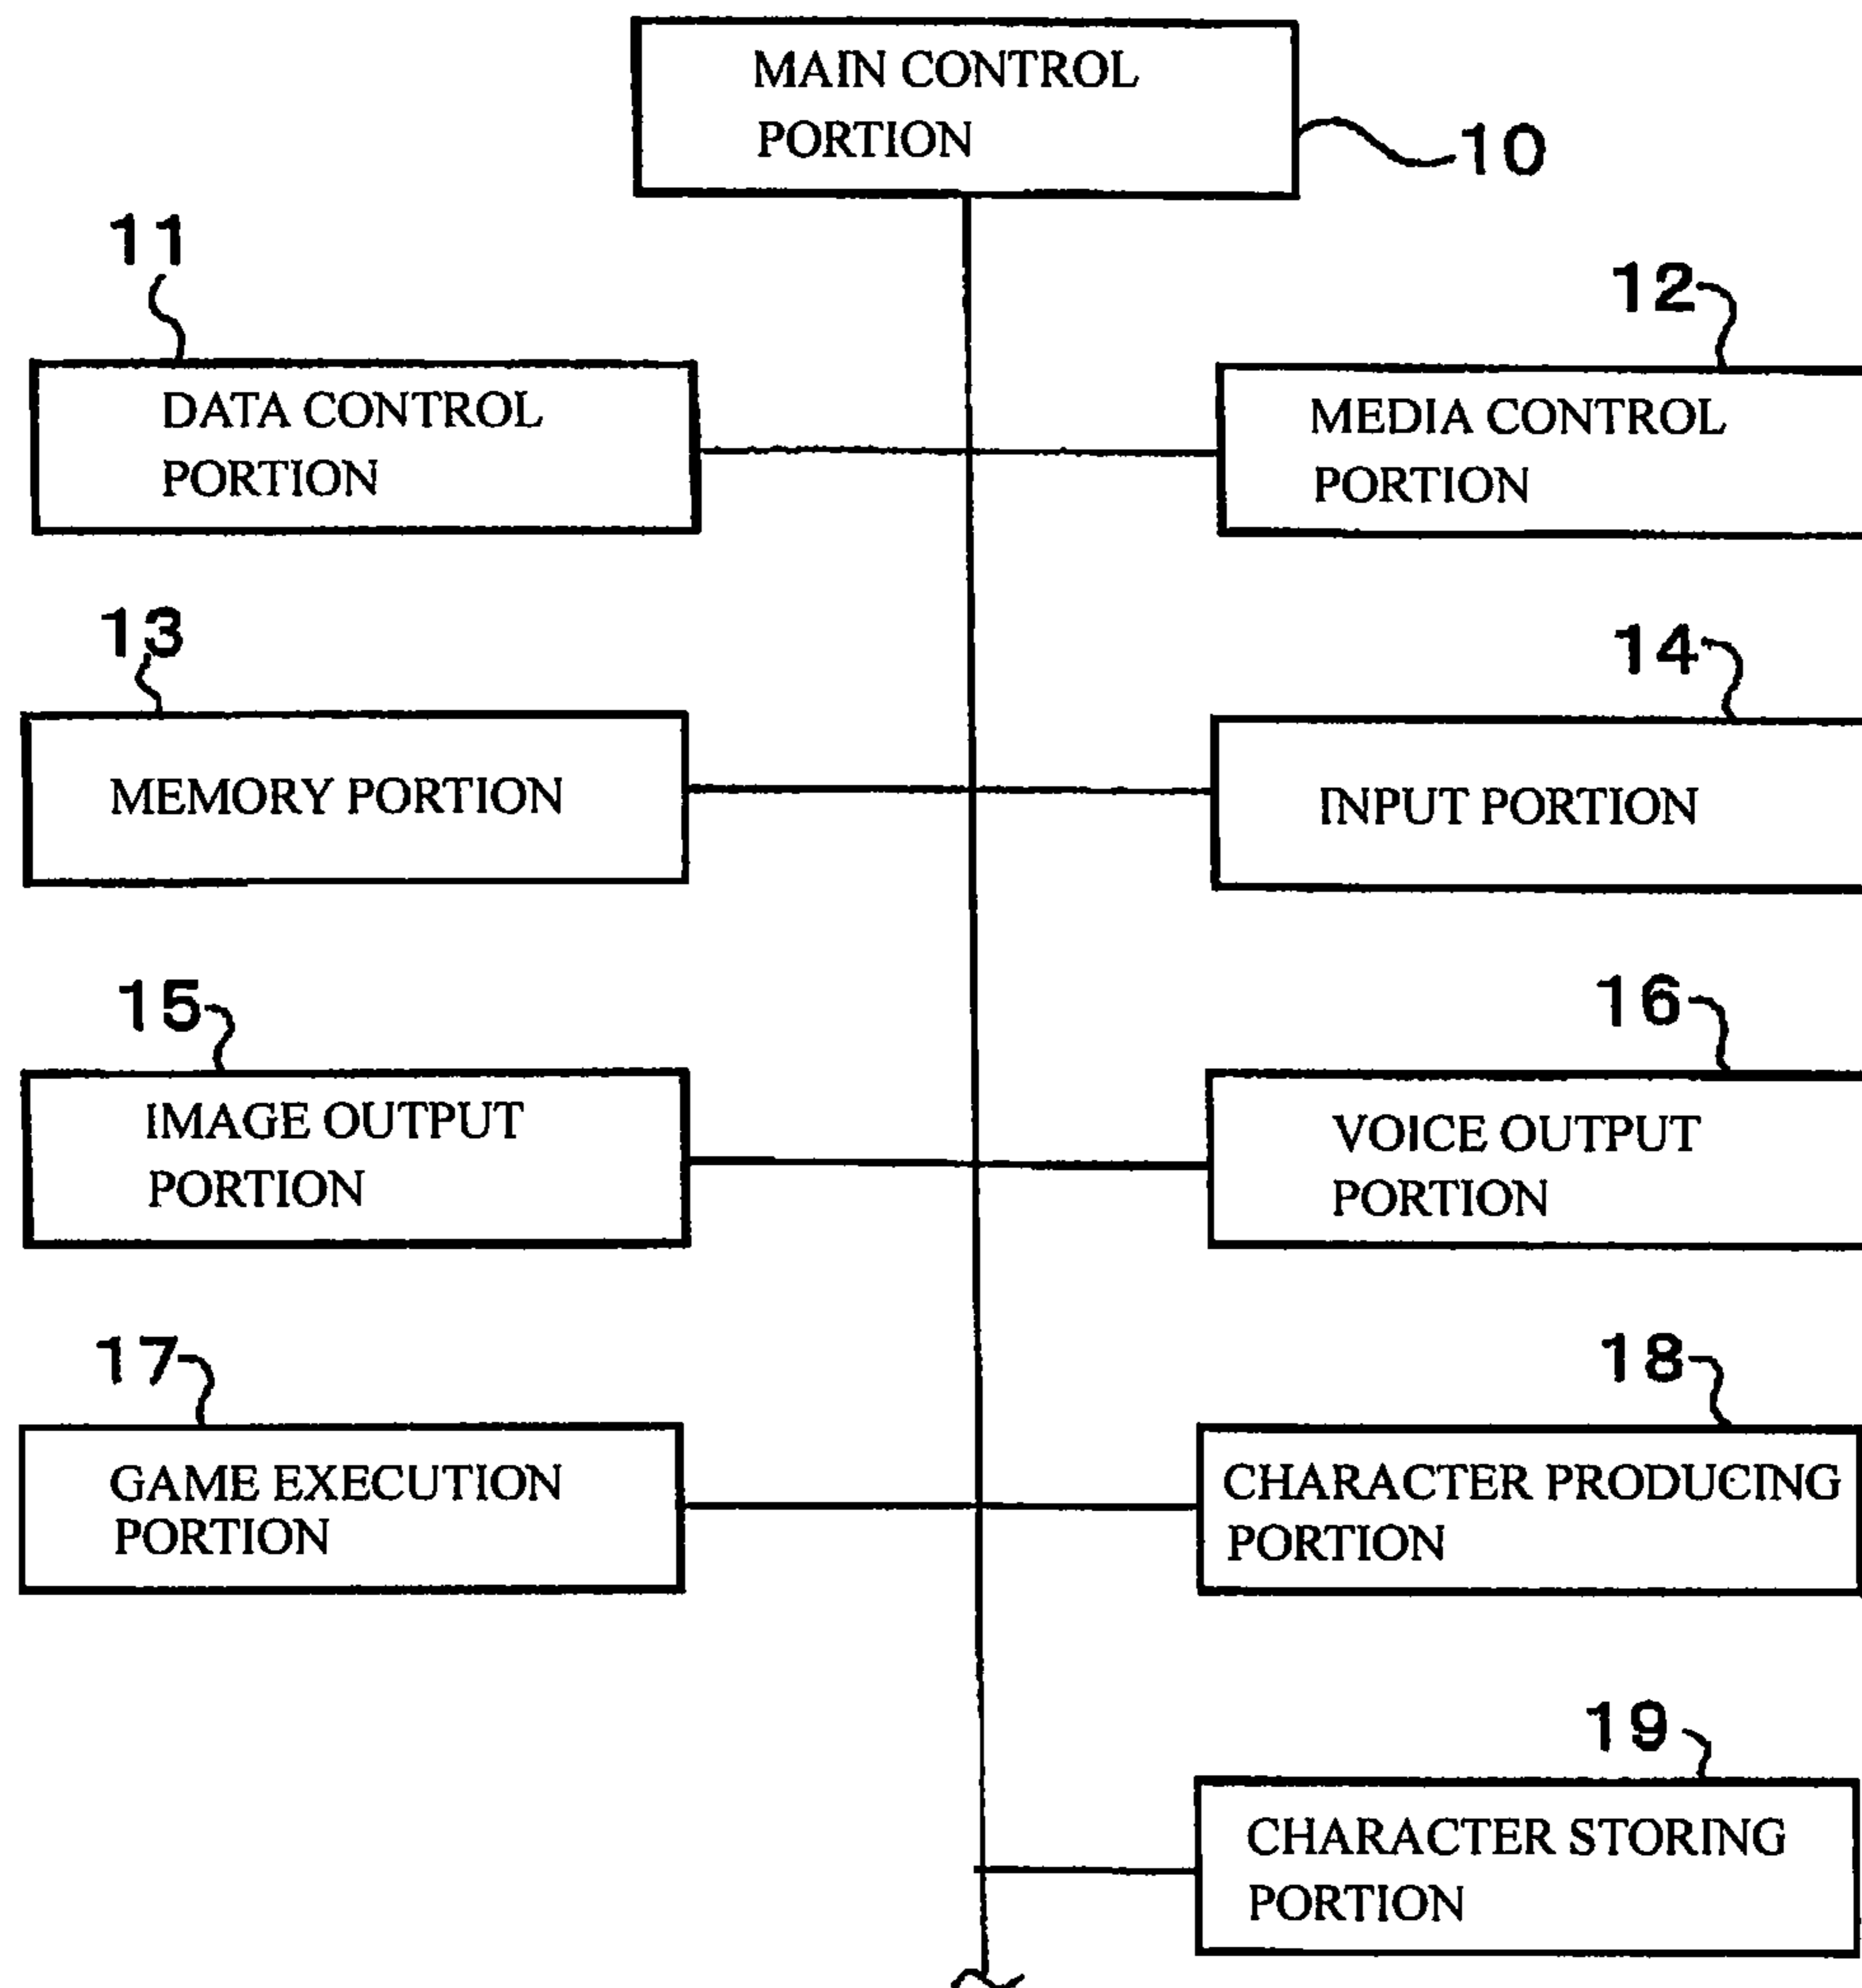 MAIN CONTROL
PORTION
10
11
DATA CONTROL
PORTION
12
MEDIA CONTROL
PORTION
13
MEMORY PORTION
14
INPUT PORTION
15
IMAGE OUTPUT
PORTION
16
VOICE OUTPUT
PORTION
17
GAME EXECUTION
PORTION
18
CHARACTER PRODUCING
PORTION
19
CHARACTER STORING
PORTION